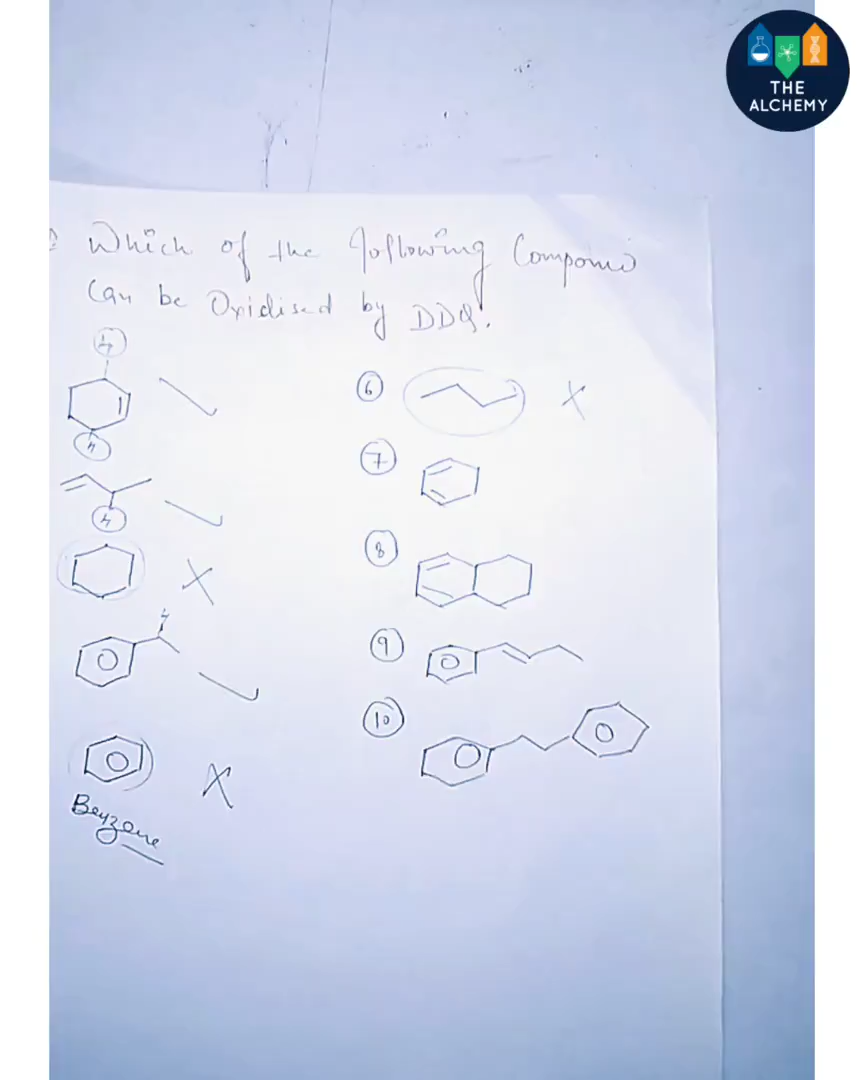 THE
ALCHEMY
Which of the following Compound
Can be Oxidised by DDQ.
H
H
H
H
Benzene
6
7
8
9
10